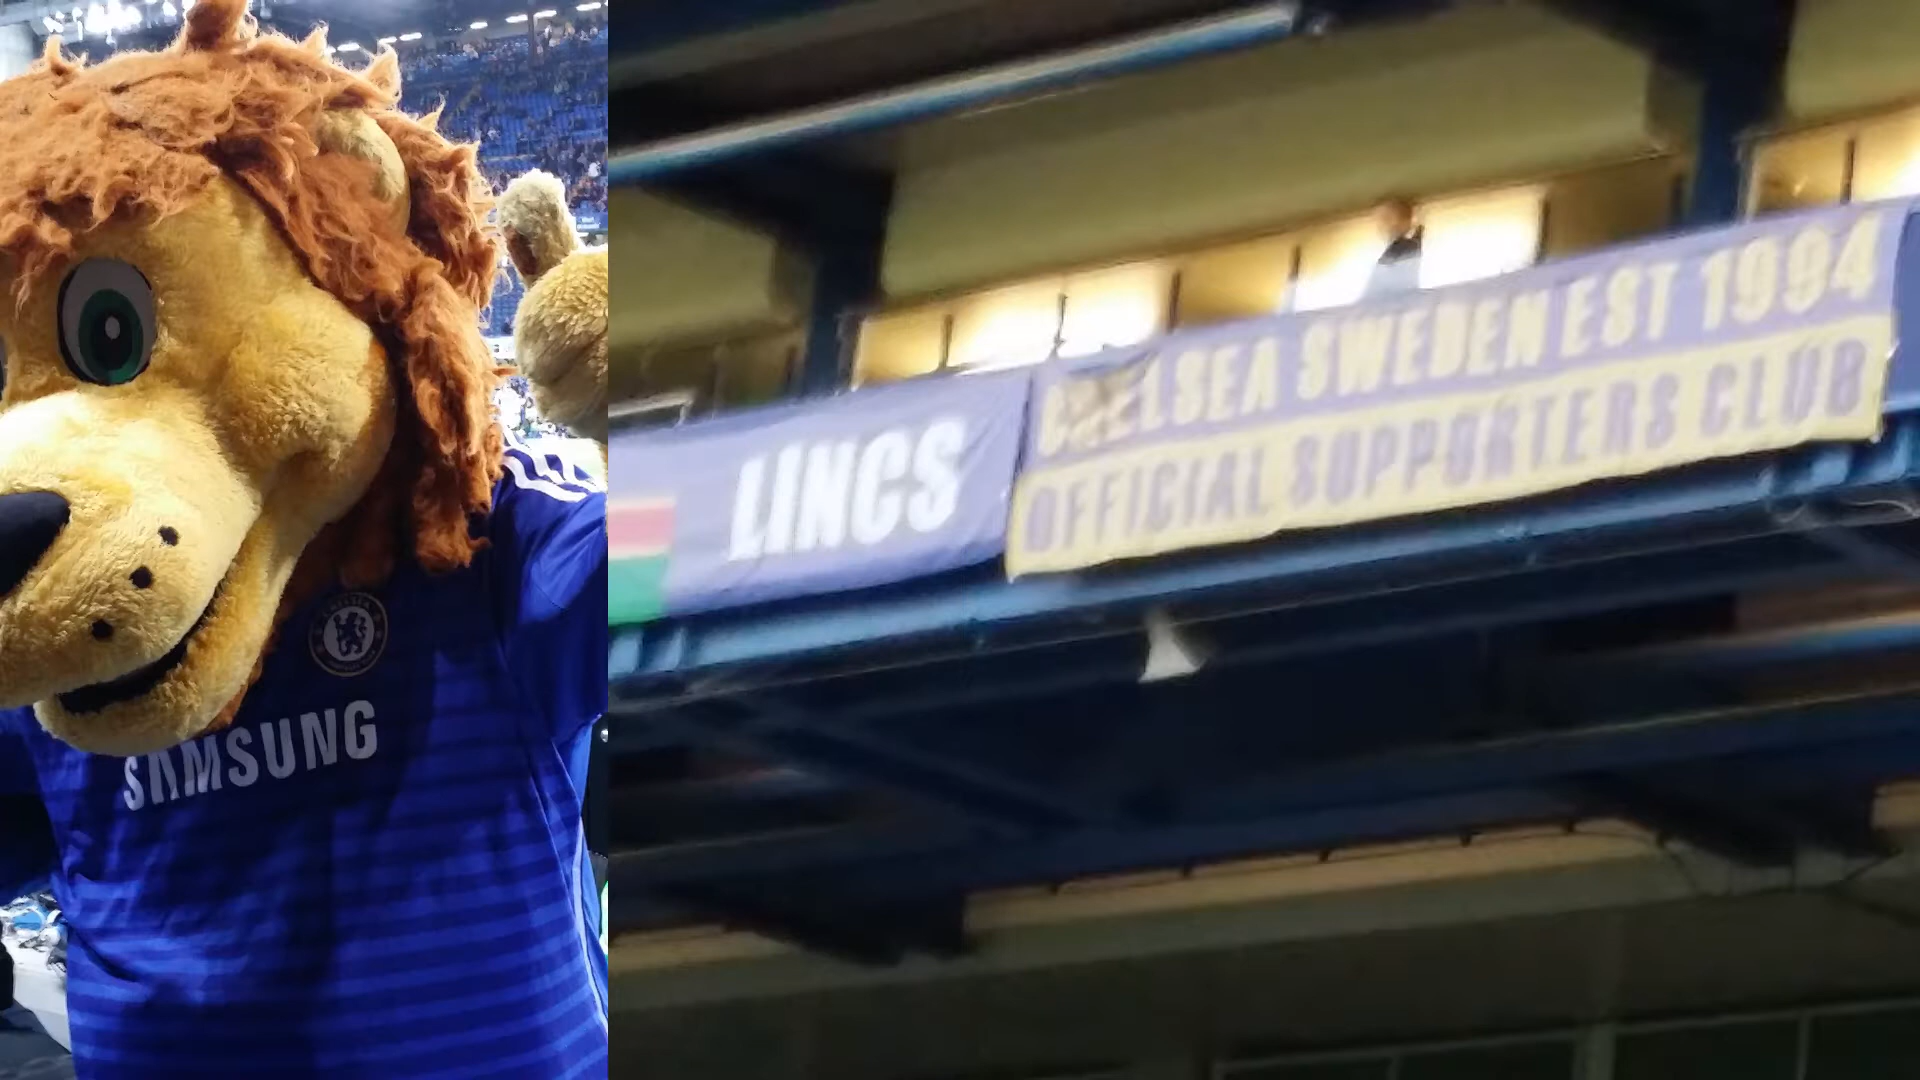 SAMSUNG
LINCS
CHELSEA SWEDEN EST 1994
OFFICIAL SUPPORTERS CLUB